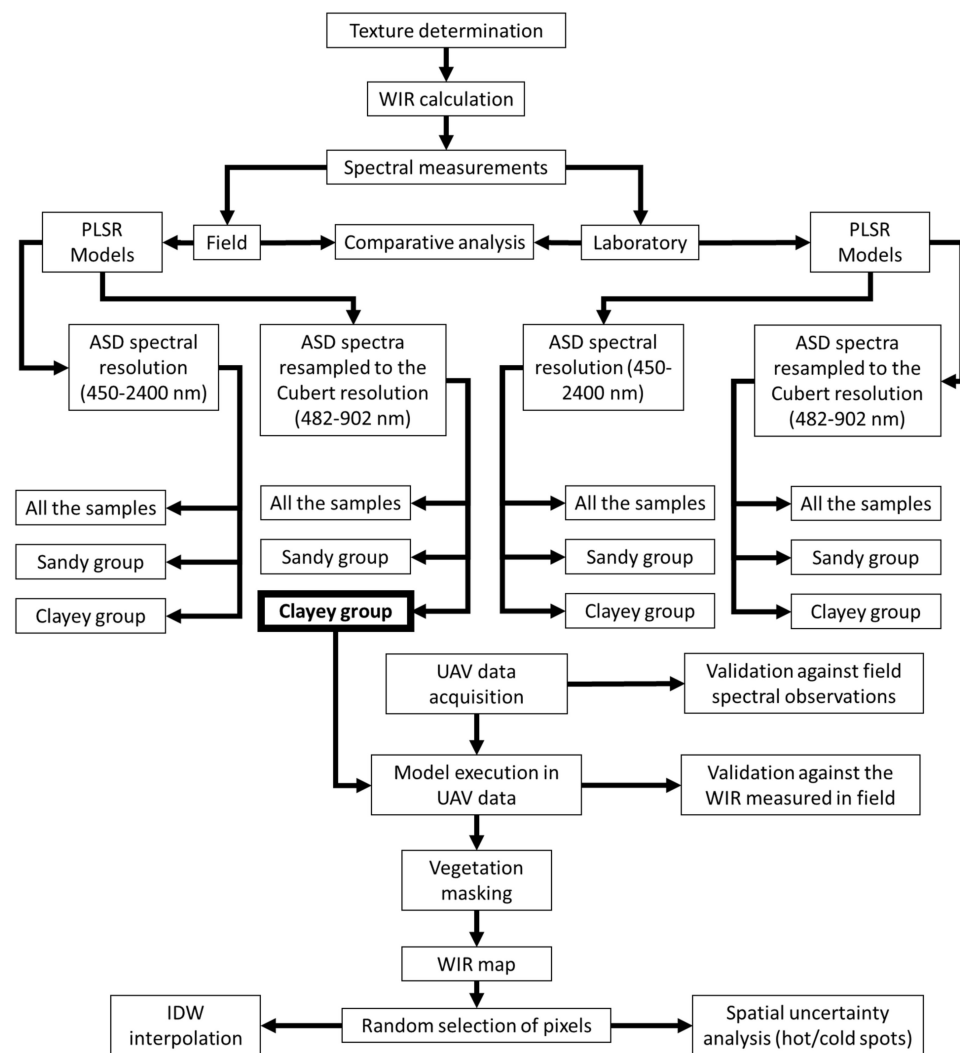 Texture determination
WIR calculation
Spectral measurements
PLSR
Models
Field
Comparative analysis
Laboratory
PLSR
Models
ASD spectral
resolution
(450-2400 nm)
ASD spectra
resampled to the
Cubert resolution
(482-902 nm)
ASD spectral
resolution (450-
2400 nm)
ASD spectra
resampled to the
Cubert resolution
(482-902 nm)
All the samples
Sandy group
Clayey group
All the samples
Sandy group
Clayey group
All the samples
Sandy group
Clayey group
All the samples
Sandy group
Clayey group
UAV data
acquisition
Validation against field
spectral observations
Model execution in
UAV data
Validation against the
WIR measured in field
Vegetation
masking
WIR map
IDW
interpolation
Random selection of pixels
Spatial uncertainty
analysis (hot/cold spots)